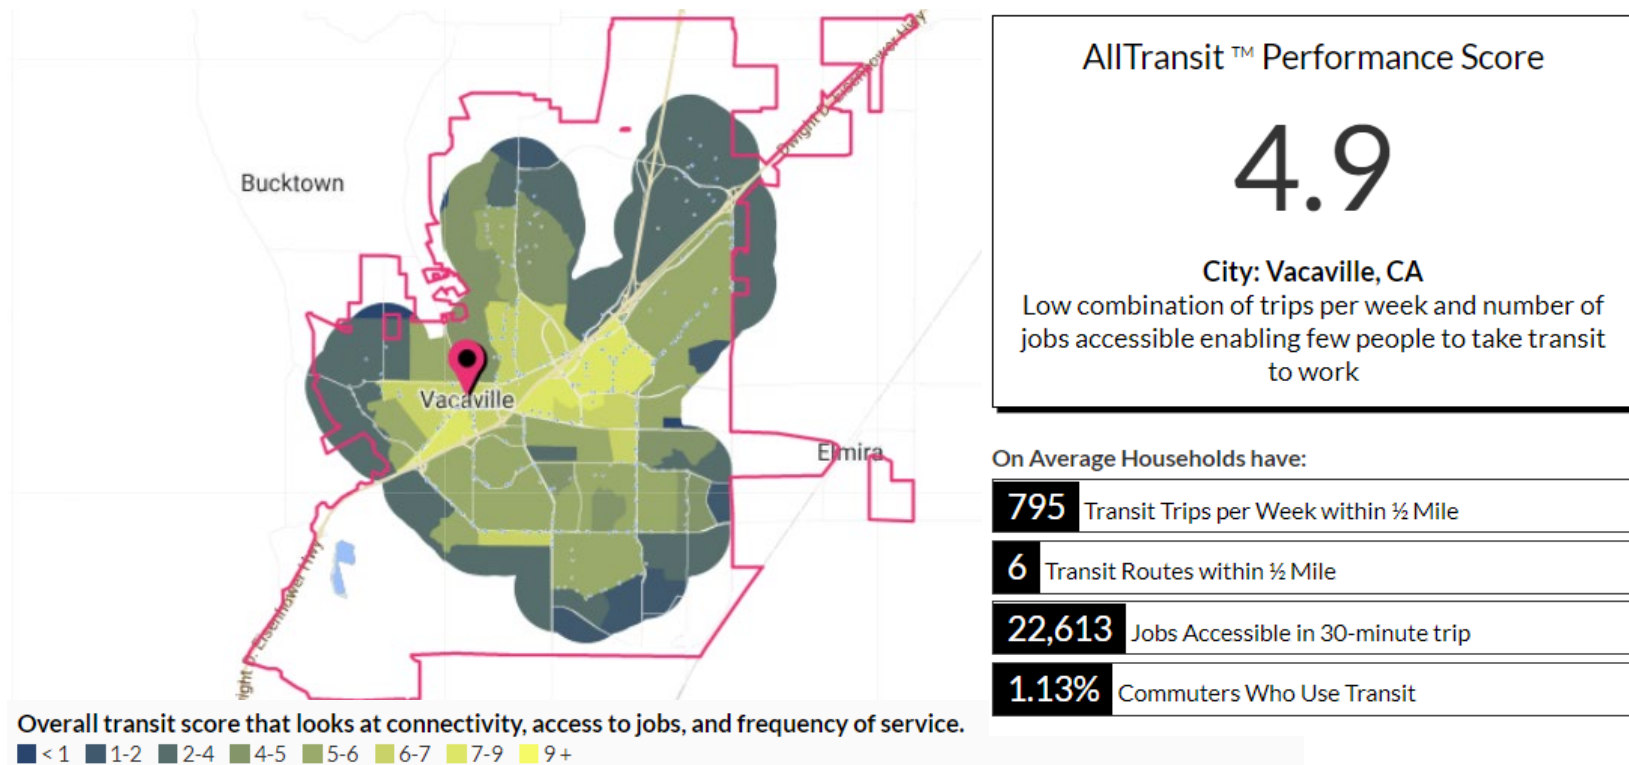 Bucktown
Dwight D. Eisenhower Hwy
Vacaville
Elmira
ight D. Eisenhower Hwy
Overall transit score that looks at connectivity, access to jobs, and frequency of service.
< 1 1-2 2-4 4-5 5-6 6-7 7-9 9 +
AllTransit ™ Performance Score
4.9
City: Vacaville, CA
Low combination of trips per week and number of
jobs accessible enabling few people to take transit
to work
On Average Households have:
795 Transit Trips per Week within ½ Mile
6 Transit Routes within ½ Mile
22,613 Jobs Accessible in 30-minute trip
1.13% Commuters Who Use Transit